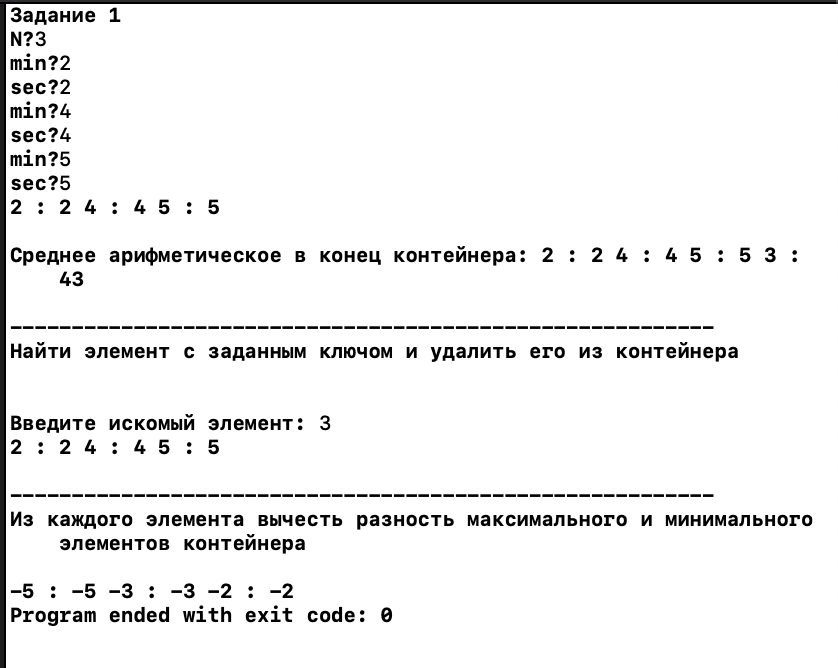 Задание 1
N?3
min?2
sec?2
min?4
sec?4
min?5
sec?5
2 : 2 4 : 4 5 : 5
Среднее арифметическое в конец контейнера: 2 : 2 4 : 4 5 : 5 3 :
43
----------------------------------------------------------
Найти элемент с заданным ключом и удалить его из контейнера
Введите искомый элемент: 3
2 : 2 4 : 4 5 : 5
----------------------------------------------------------
Из каждого элемента вычесть разность максимального и минимального
элементов контейнера
-5 : -5 -3 : -3 -2 : -2
Program ended with exit code: 0